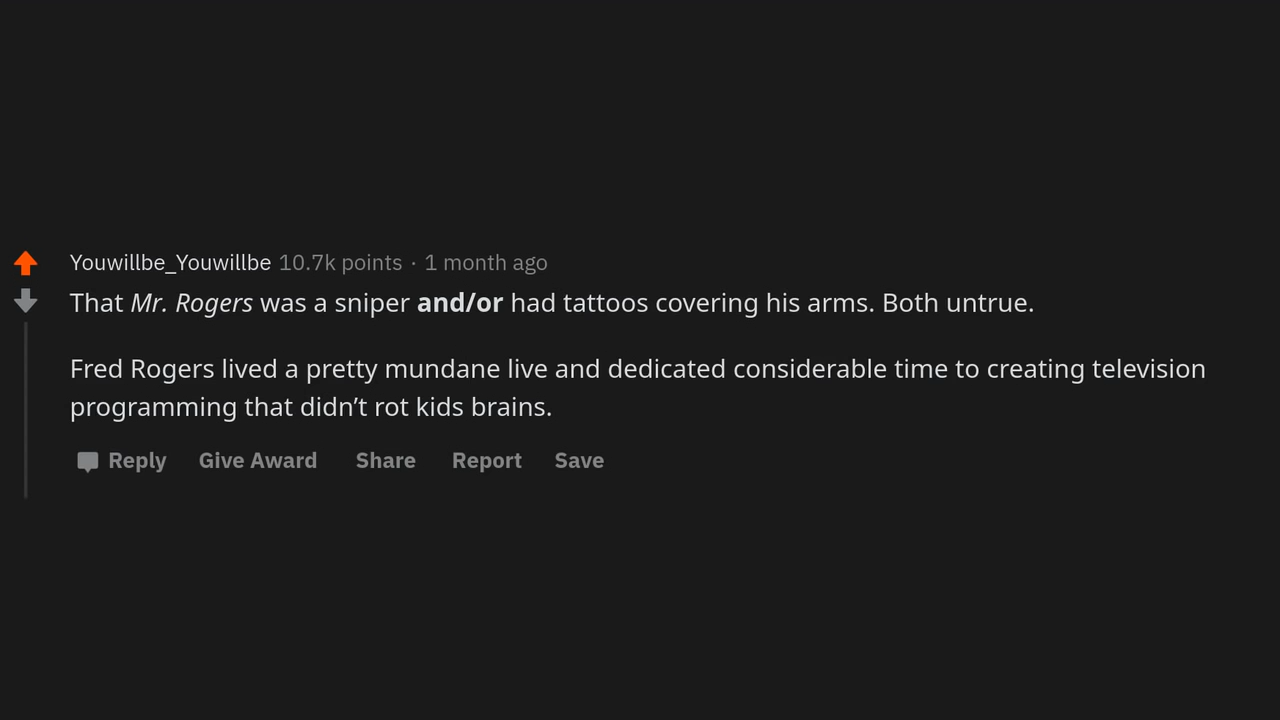 Youwillbe_Youwillbe 10.7k points · 1 month ago
That Mr. Rogers was a sniper and/or had tattoos covering his arms. Both untrue.
Fred Rogers lived a pretty mundane live and dedicated considerable time to creating television
programming that didn’t rot kids brains.
Reply Give Award Share Report Save